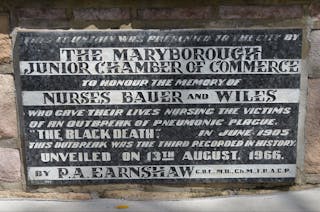 THIS FOUNTAIN WAS PRESENTED TO THE CITY BY
THE MARYBOROUGH
JUNIOR CHAMBER OF COMMERCE
TO HONOUR THE MEMORY OF
NURSES BAUER AND WILES
WHO GAVE THEIR LIVES NURSING THE VICTIMS
OF AN OUTBREAK OF PNEUMONIC PLAGUE.
"THE BLACK DEATH" IN JUNE 1905
THIS OUTBREAK WAS THE THIRD RECORDED IN HISTORY.
UNVEILED ON 13TH AUGUST, 1966.
BY P.A. EARNSHAW